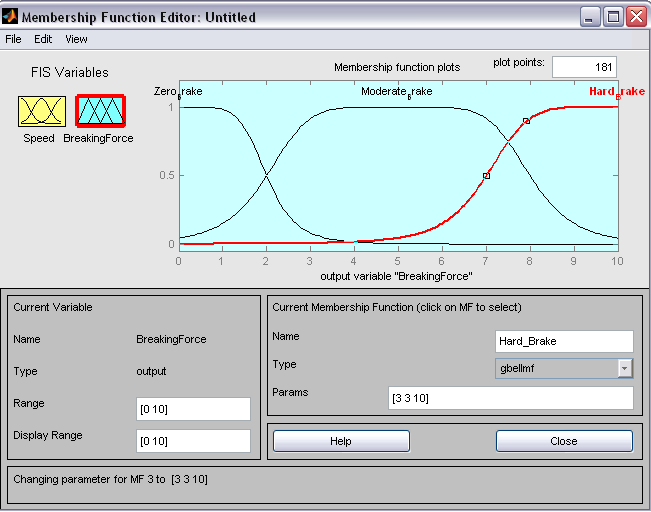 Membership Function Editor: Untitled
File Edit View
FIS Variables
Membership function plots
plot points: 181
Zero_Brake Moderate_Brake Hard_Brake
1
0.5
0
0 1 2 3 4 5 6 7 8 9 10
output variable "BreakingForce"
Speed BreakingForce
Current Variable
Name BreakingForce
Type output
Range [0 10]
Display Range [0 10]
Current Membership Function (click on MF to select)
Name Hard_Brake
Type gbellmf
Params [3 3 10]
Help Close
Changing parameter for MF 3 to [3 3 10]